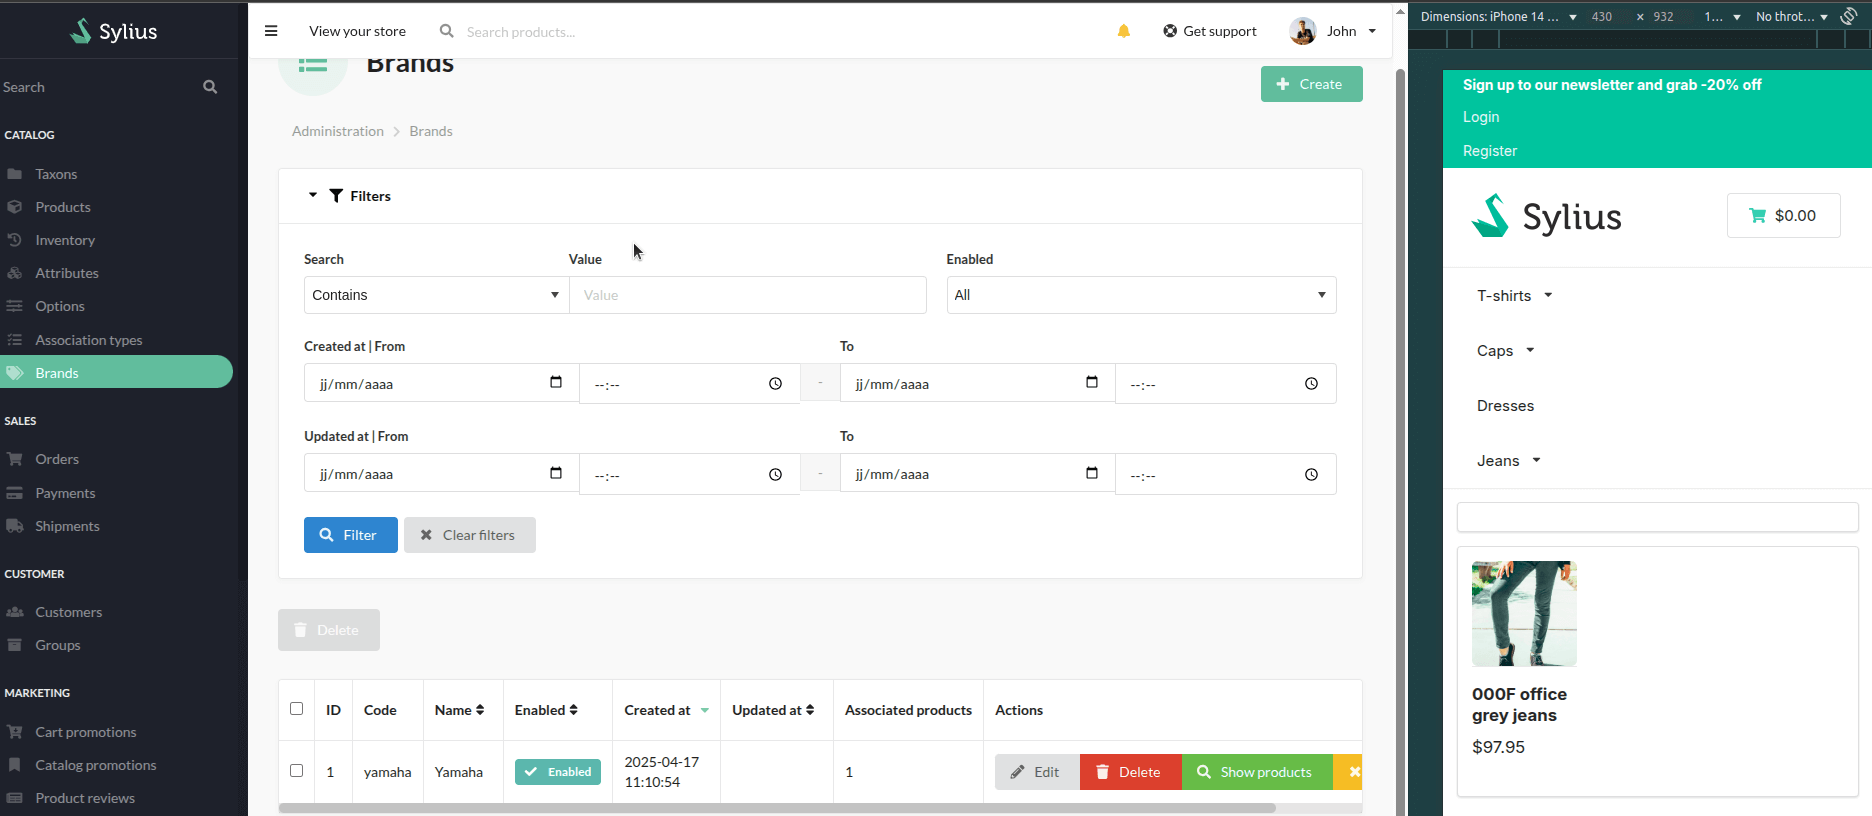 Sylius
View your store
Search products...
Get support
John
Search
CATALOG
Taxons
Products
Inventory
Attributes
Options
Association types
Brands
SALES
Orders
Payments
Shipments
CUSTOMER
Customers
Groups
MARKETING
Cart promotions
Catalog promotions
Product reviews
Brands
Create
Administration
Brands
Filters
Search Value Enabled
Contains Value All
Created at | From To
jj/mm/aaaa --:-- - jj/mm/aaaa --:--
Updated at | From To
jj/mm/aaaa --:-- - jj/mm/aaaa --:--
Filter Clear filters
Delete
ID Code Name Enabled Created at Updated at Associated products Actions
1 yamaha Yamaha Enabled 2025-04-17 1 Edit Delete Show products
11:10:54
Dimensions: iPhone 14 ... 430 × 932 1... No throt...
Sign up to our newsletter and grab -20% off
Login
Register
Sylius $0.00
T-shirts
Caps
Dresses
Jeans
000F office
grey jeans
$97.95